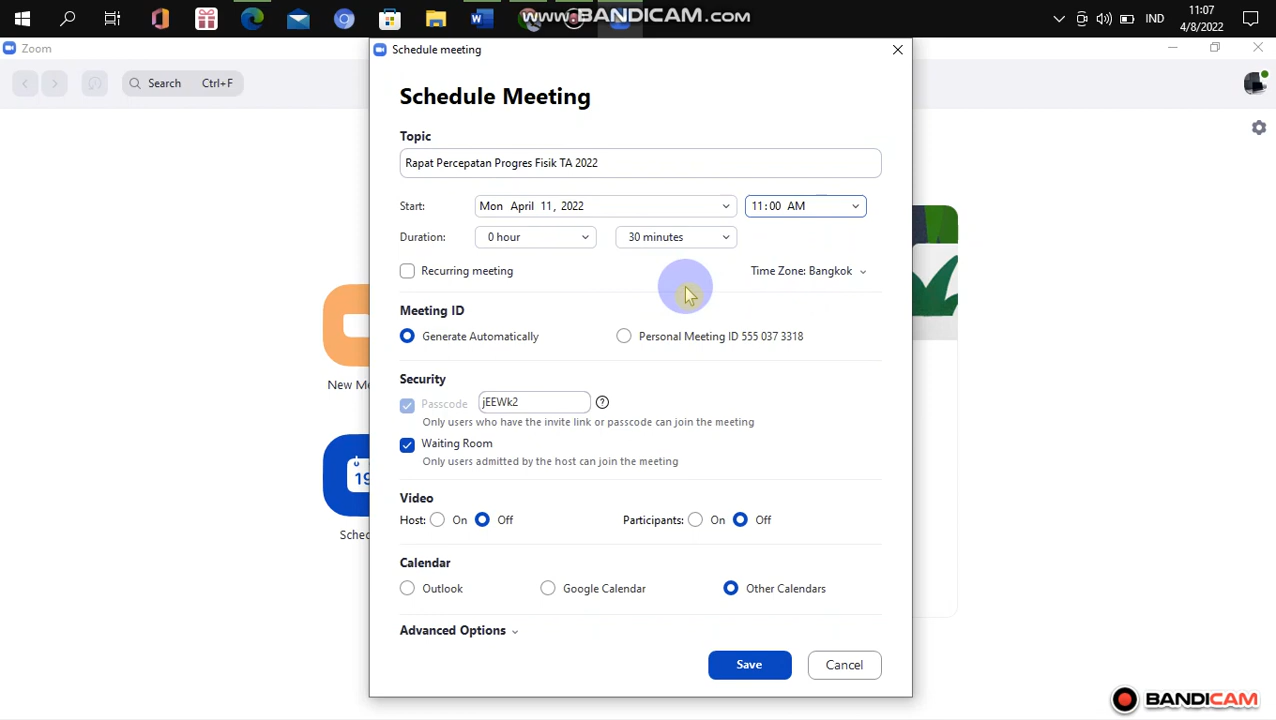 www.BANDICAM.com
IND
11:07
4/8/2022
Zoom
Search Ctrl+F
Schedule meeting
Schedule Meeting
Topic
Rapat Percepatan Progres Fisik TA 2022
Start: Mon April 11, 2022 11:00 AM
Duration: 0 hour 30 minutes
Recurring meeting Time Zone: Bangkok
Meeting ID
Generate Automatically Personal Meeting ID 555 037 3318
New Me
Security
Passcode jEEWk2
Only users who have the invite link or passcode can join the meeting
Waiting Room
Only users admitted by the host can join the meeting
19
Video
Host: On Off Participants: On Off
Sched
Calendar
Outlook Google Calendar Other Calendars
Advanced Options
Save Cancel
BANDICAM